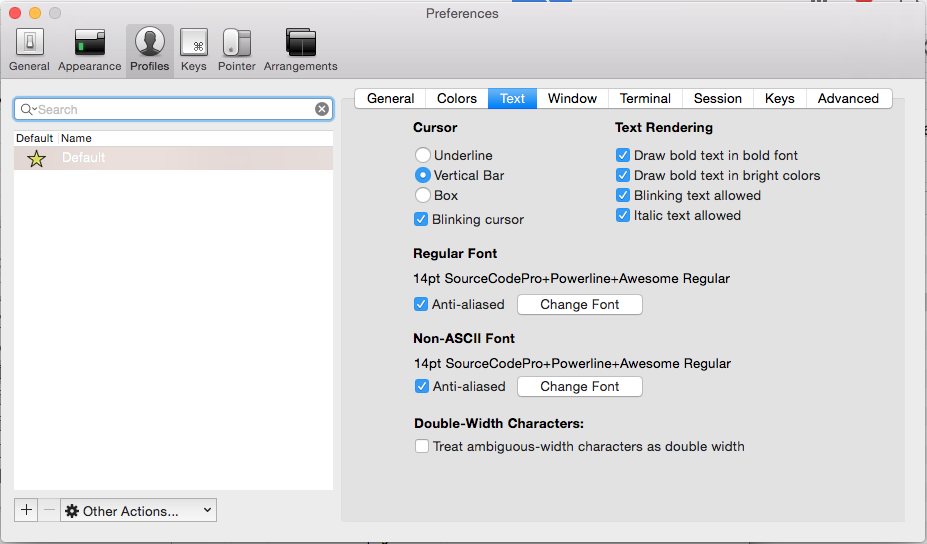 Preferences
General Appearance Profiles Keys Pointer Arrangements
Search
Default Name
Default
General Colors Text Window Terminal Session Keys Advanced
Cursor
Underline
Vertical Bar
Box
Blinking cursor
Text Rendering
Draw bold text in bold font
Draw bold text in bright colors
Blinking text allowed
Italic text allowed
Regular Font
14pt SourceCodePro+Powerline+Awesome Regular
Anti-aliased Change Font
Non-ASCII Font
14pt SourceCodePro+Powerline+Awesome Regular
Anti-aliased Change Font
Double-Width Characters:
Treat ambiguous-width characters as double width
+ − Other Actions...